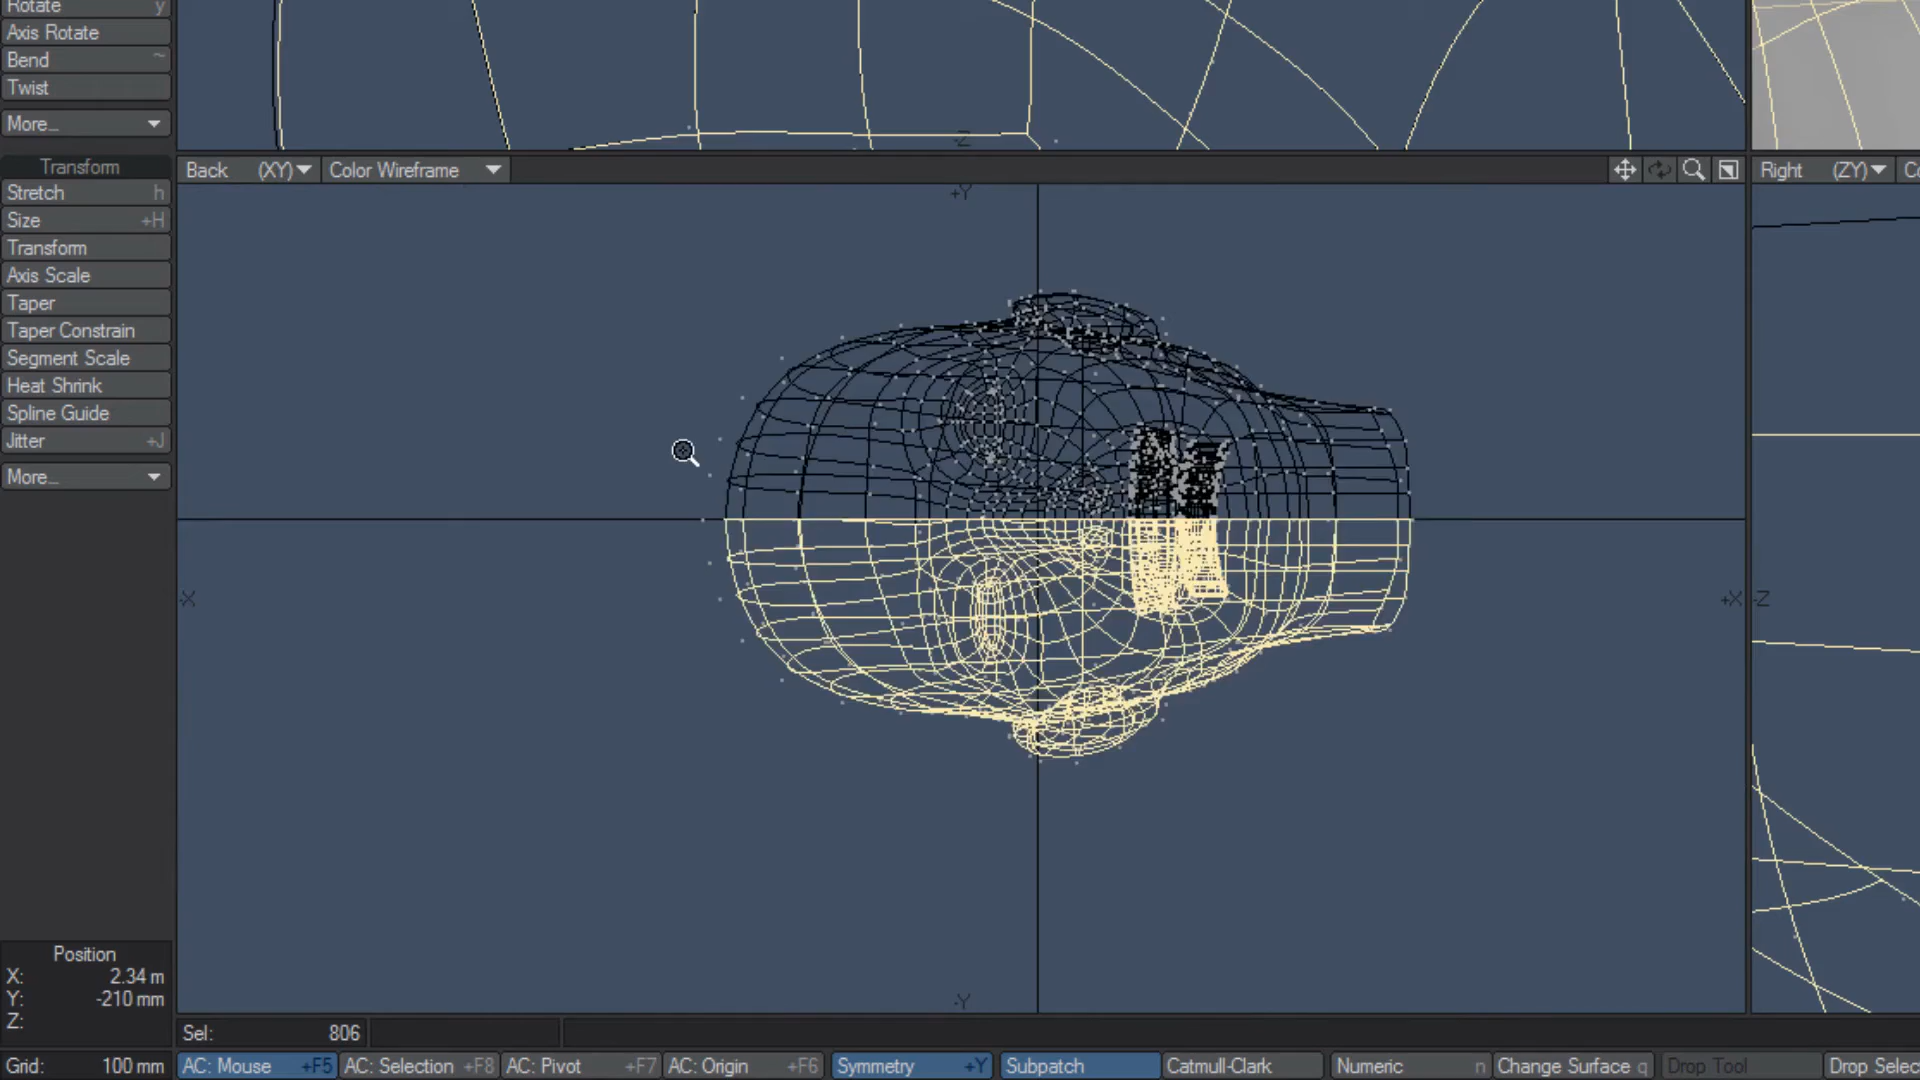 Rotate y
Axis Rotate
Bend ~
Twist
More...
-Z
Transform
Back (XY) Color Wireframe
Right (ZY) Co
Stretch h
+Y
Size +H
Transform
Axis Scale
Taper
Taper Constrain
Segment Scale
Heat Shrink
Spline Guide
Jitter +J
More...
-X
+X
-Z
Position
X: 2.34 m
Y: -210 mm
-Y
Z:
Sel: 806
Grid: 100 mm
AC: Mouse +F5
AC: Selection +F8
AC: Pivot +F7
AC: Origin +F6
Symmetry +Y
Subpatch
Catmull-Clark
Numeric n
Change Surface q
Drop Tool
Drop Selec